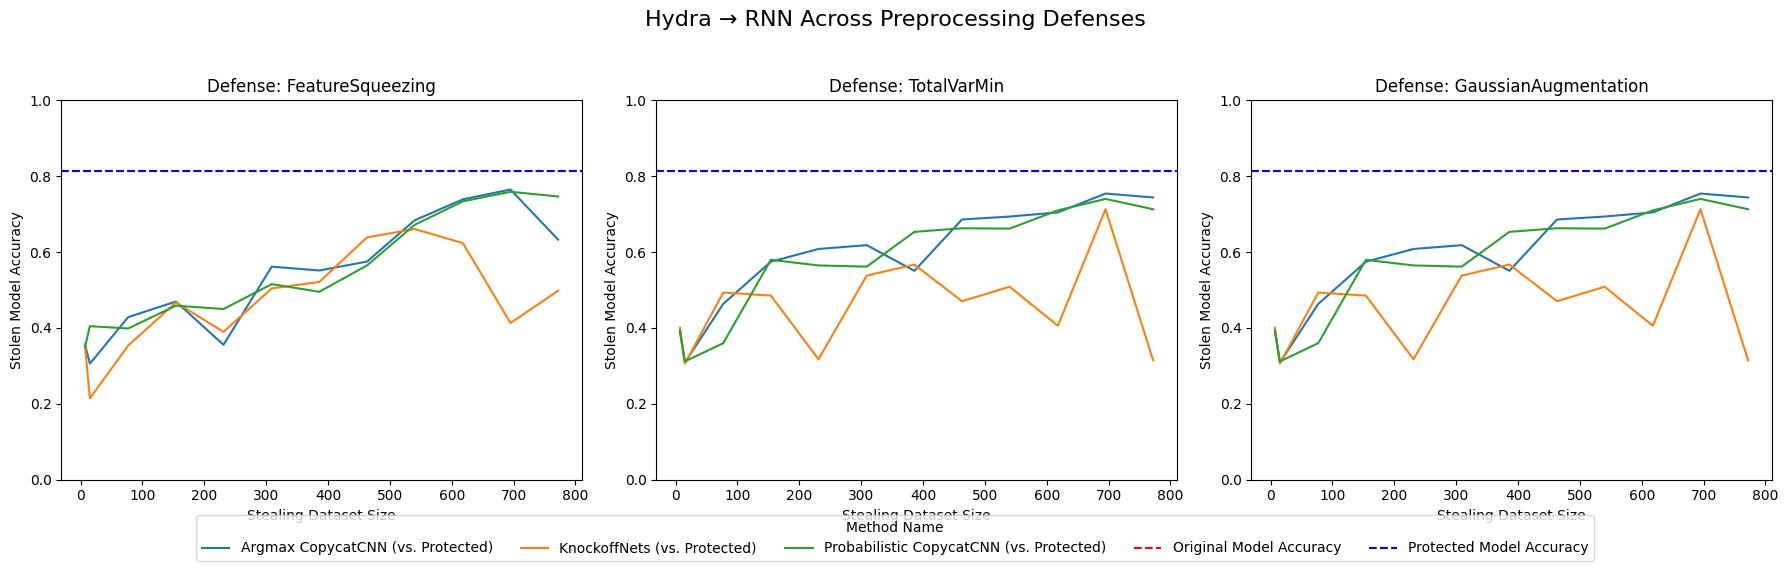 Hydra → RNN Across Preprocessing Defenses
Defense: FeatureSqueezing
Stolen Model Accuracy
1.0
0.8
0.6
0.4
0.2
0.0
0 100 200 300 400 500 600 700 800
Stealing Dataset Size
Defense: TotalVarMin
Stolen Model Accuracy
1.0
0.8
0.6
0.4
0.2
0.0
0 100 200 300 400 500 600 700 800
Stealing Dataset Size
Defense: GaussianAugmentation
Stolen Model Accuracy
1.0
0.8
0.6
0.4
0.2
0.0
0 100 200 300 400 500 600 700 800
Stealing Dataset Size
Method Name
Argmax CopycatCNN (vs. Protected) KnockoffNets (vs. Protected) Probabilistic CopycatCNN (vs. Protected) Original Model Accuracy Protected Model Accuracy